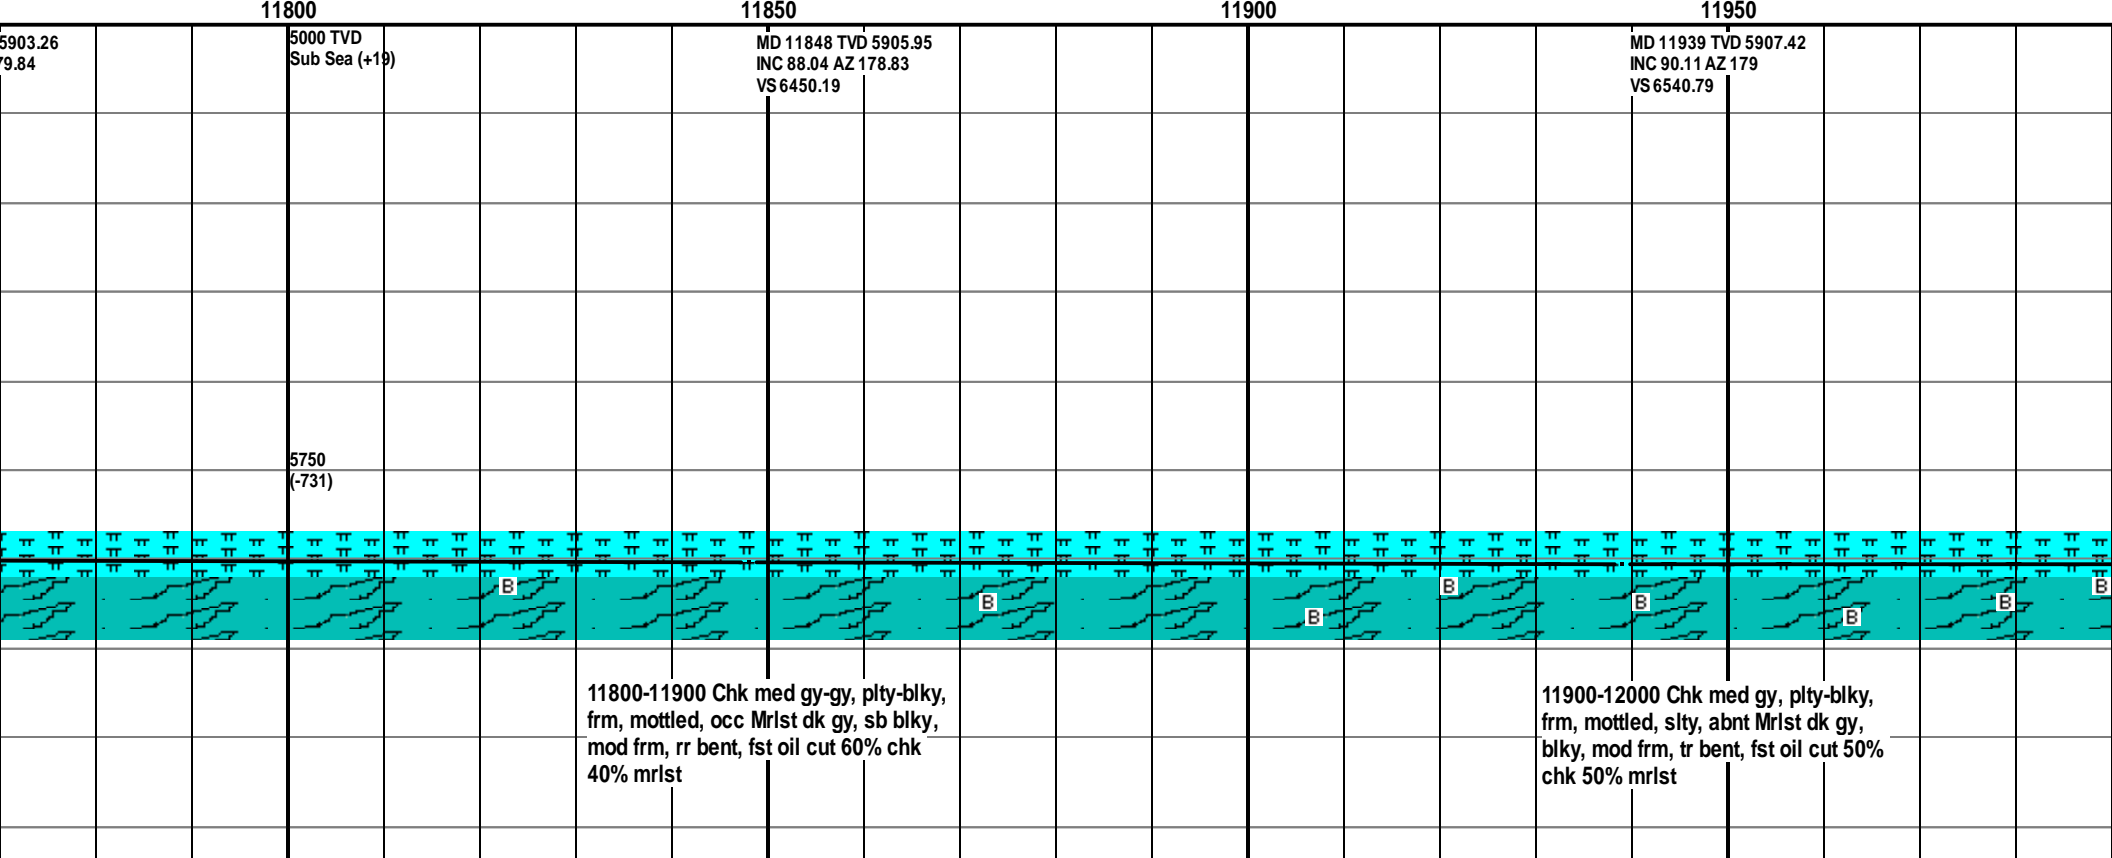 11800
11850
11900
11950
5903.26
79.84
5000 TVD
Sub Sea (+19)
MD 11848 TVD 5905.95
INC 88.04 AZ 178.83
VS 6450.19
MD 11939 TVD 5907.42
INC 90.11 AZ 179
VS 6540.79
5750
(-731)
B
B
B
B
B
B
B
B
11800-11900 Chk med gy-gy, plty-blky,
frm, mottled, occ Mrlst dk gy, sb blky,
mod frm, rr bent, fst oil cut 60% chk
40% mrlst
11900-12000 Chk med gy, plty-blky,
frm, mottled, slty, abnt Mrlst dk gy,
blky, mod frm, tr bent, fst oil cut 50%
chk 50% mrlst